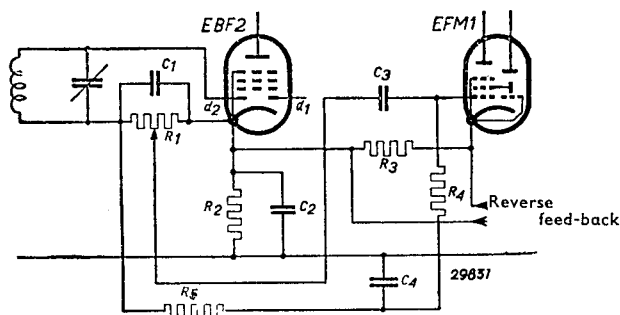 EBF2
EFM1
C1
d2
d1
C3
R1
R3
R4
R2
C2
Reverse
feed-back
C4
29831
R5